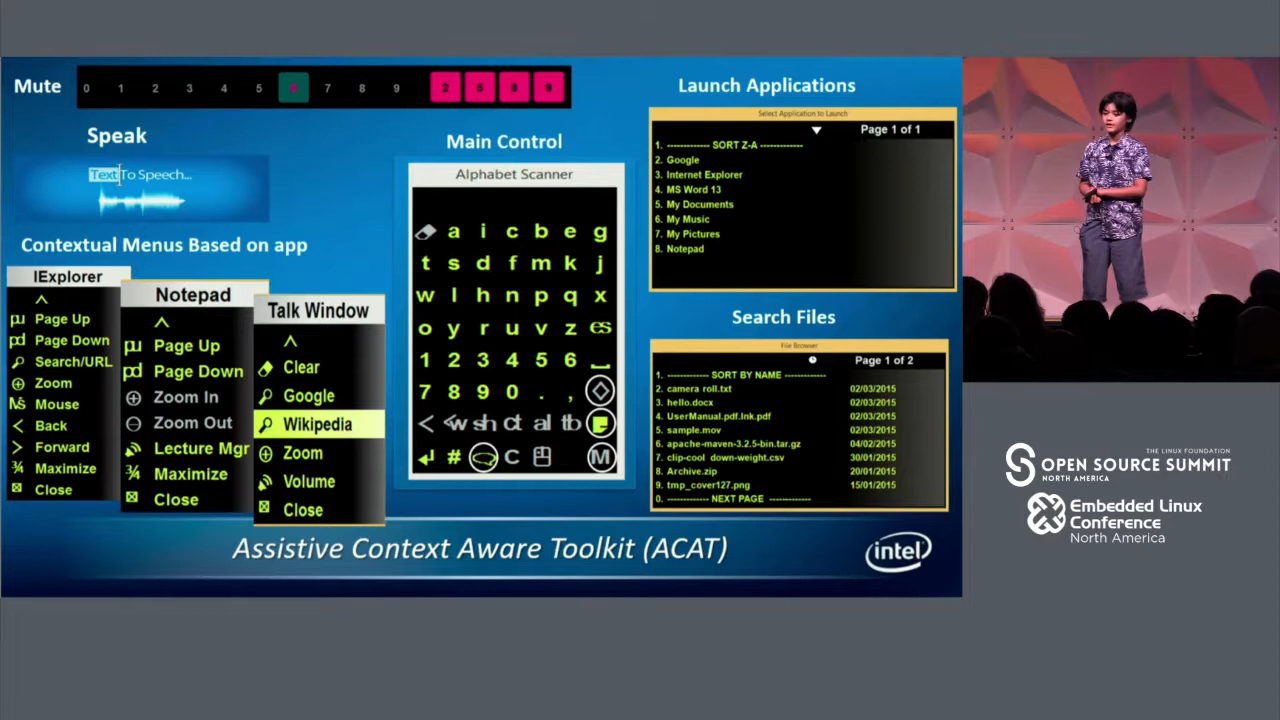 Mute
0 1 2 3 4 5 6 7 8 9 2 5 8 9
Speak
Text To Speech...
Contextual Menus Based on app
IExplorer
Page Up
Page Down
Search/URL
Zoom
Mouse
Back
Forward
Maximize
Close
Notepad
Page Up
Page Down
Zoom In
Zoom Out
Lecture Mgr
Maximize
Close
Talk Window
Clear
Google
Wikipedia
Zoom
Volume
Close
Main Control
Alphabet Scanner
a i c b e g
t s d f m k j
w l h n p q x
o y r u v z es
1 2 3 4 5 6
7 8 9 0 . ,
< <w sh ct al tb
# C M
Launch Applications
Select Application to Launch
Page 1 of 1
1. ------------- SORT Z-A -------------
2. Google
3. Internet Explorer
4. MS Word 13
5. My Documents
6. My Music
7. My Pictures
8. Notepad
Search Files
File Browser
Page 1 of 2
1. ------------- SORT BY NAME -------------
2. camera roll.txt 02/03/2015
3. hello.docx 02/03/2015
4. UserManual.pdf.lnk.pdf 02/03/2015
5. sample.mov 02/03/2015
6. apache-maven-3.2.5-bin.tar.gz 04/02/2015
7. clip-cool down-weight.csv 30/01/2015
8. Archive.zip 20/01/2015
9. tmp_cover127.png 15/01/2015
0. ------------- NEXT PAGE -------------
Assistive Context Aware Toolkit (ACAT)
intel
THE LINUX FOUNDATION
OPEN SOURCE SUMMIT
NORTH AMERICA
Embedded Linux
Conference
North America